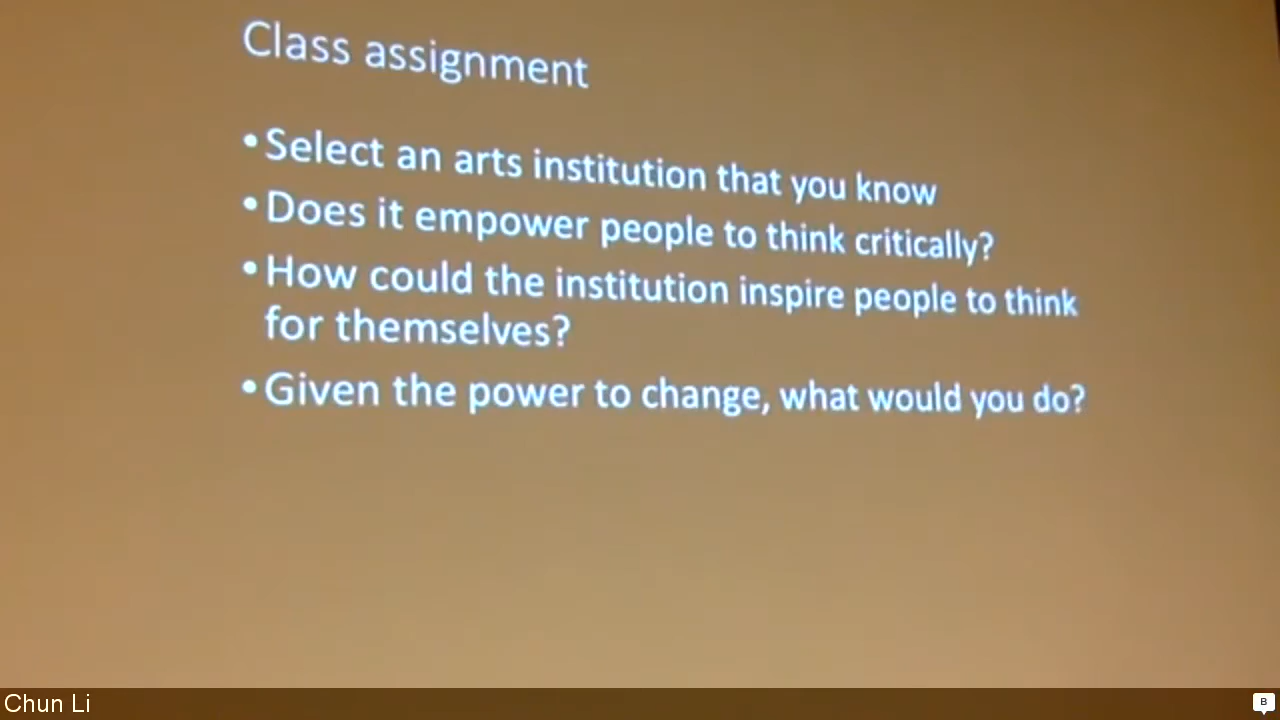 Class assignment
•Select an arts institution that you know
•Does it empower people to think critically?
•How could the institution inspire people to think
for themselves?
•Given the power to change, what would you do?
Chun Li
B